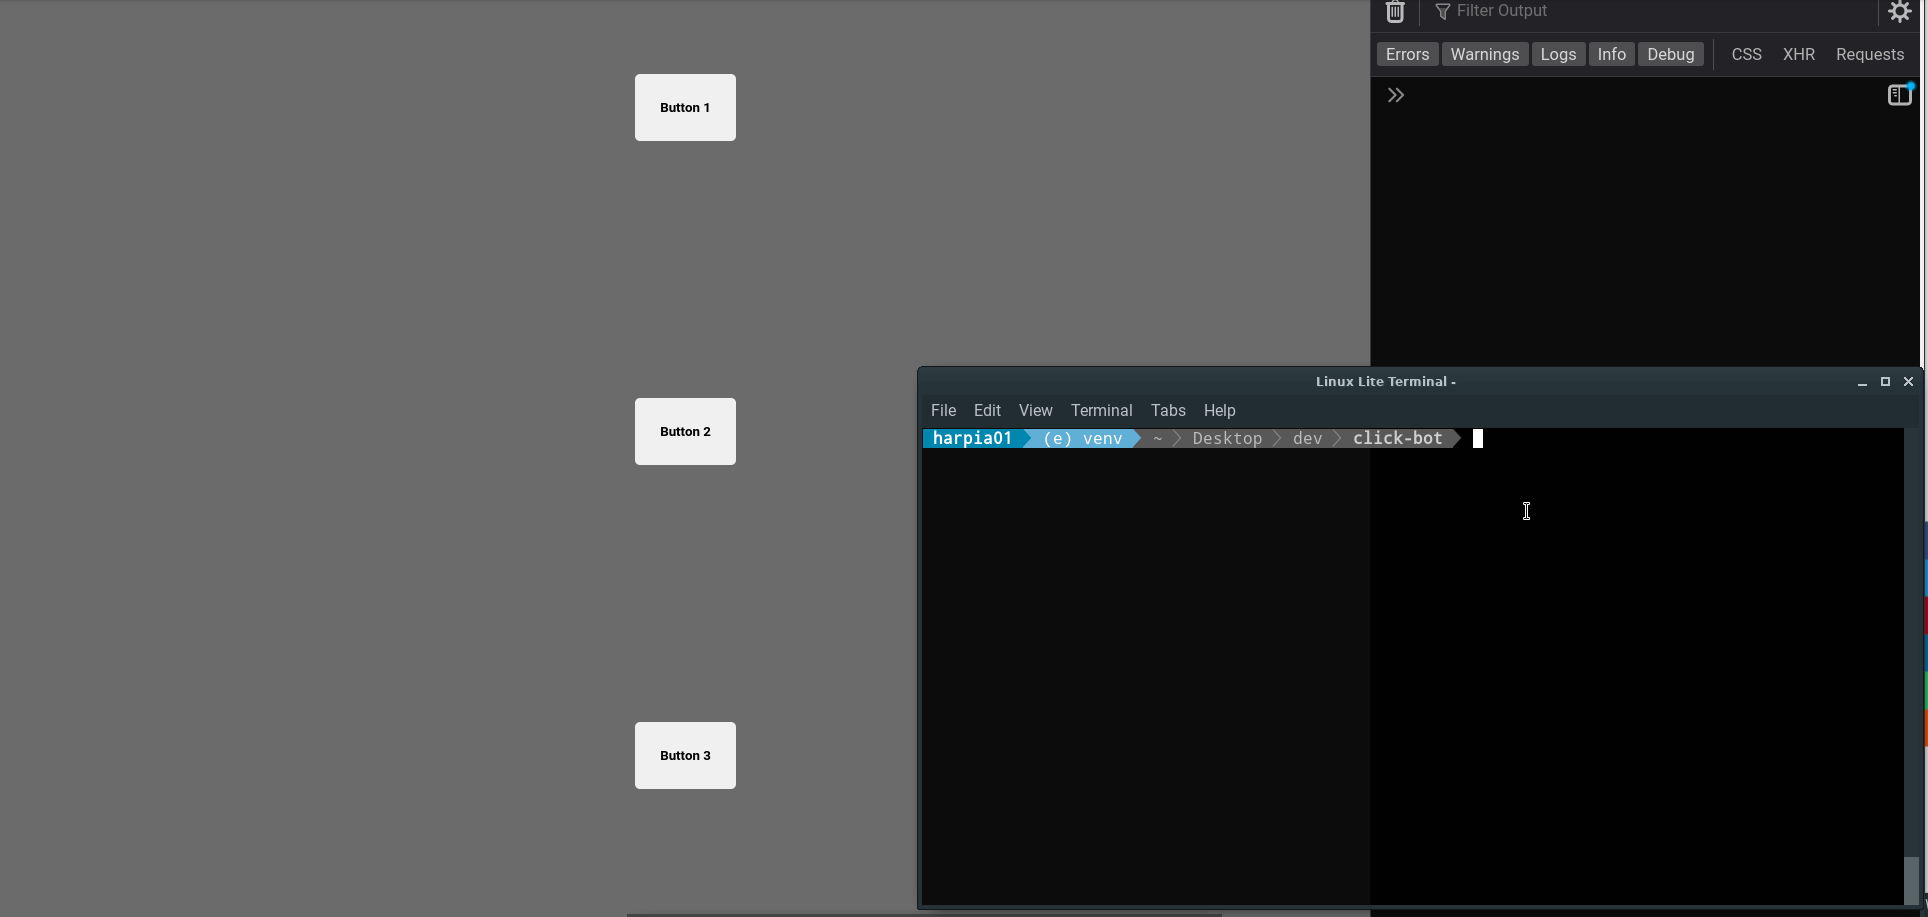 Filter Output
Errors Warnings Logs Info Debug CSS XHR Requests
Button 1
Button 2
Button 3
Linux Lite Terminal -
File Edit View Terminal Tabs Help
harpia01 (e) venv ~ Desktop dev click-bot